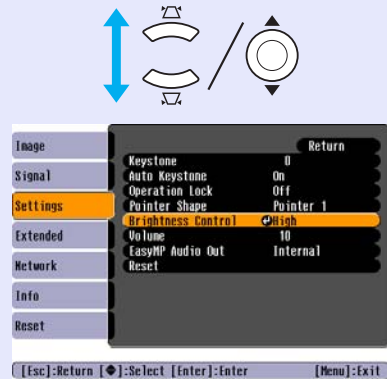 Return
Image
Signal
Settings
Extended
Network
Info
Reset
Keystone 0
Auto Keystone On
Operation Lock Off
Pointer Shape Pointer 1
Brightness Control High
Volume 10
EasyMP Audio Out Internal
Reset
[Esc]:Return [◆]:Select [Enter]:Enter [Menu]:Exit